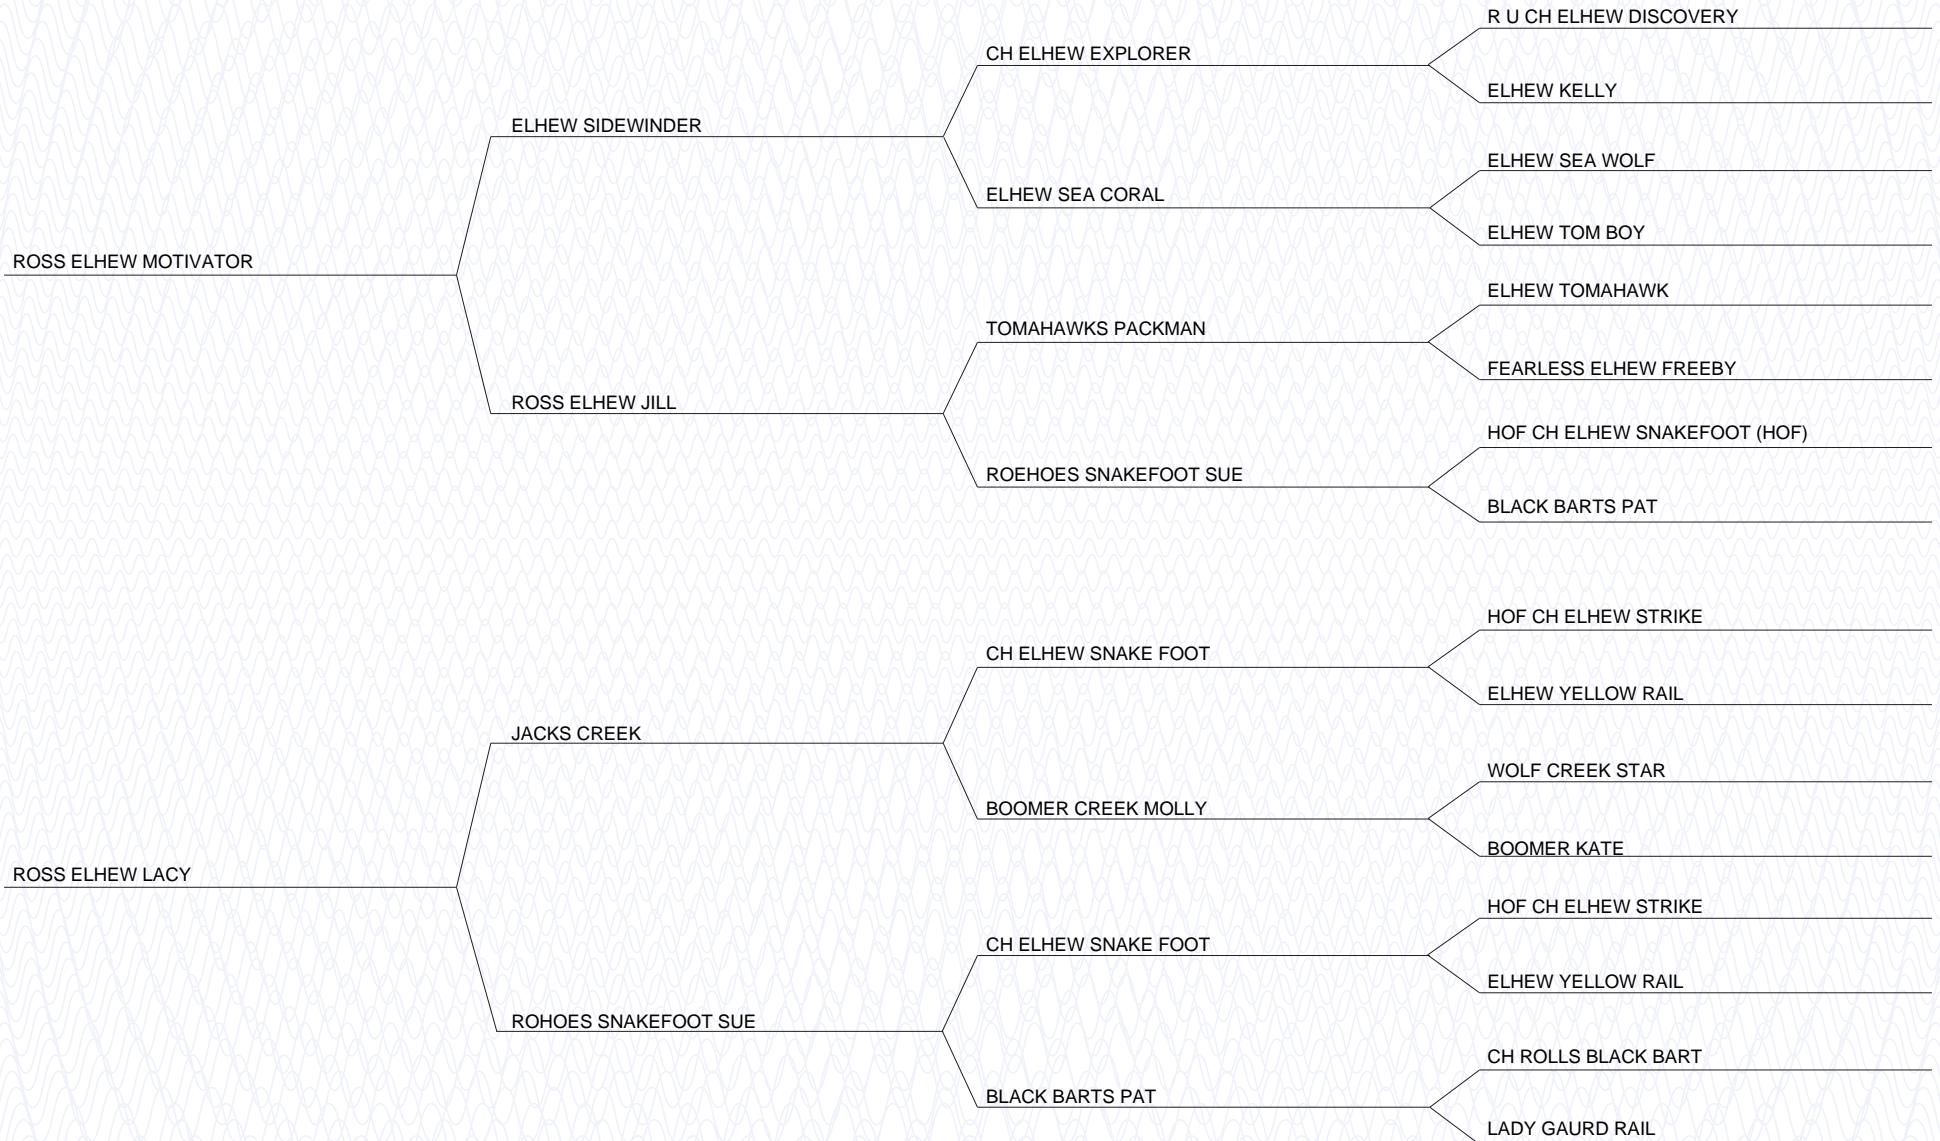 R U CH ELHEW DISCOVERY
CH ELHEW EXPLORER
ELHEW KELLY
ELHEW SIDEWINDER
ELHEW SEA WOLF
ELHEW SEA CORAL
ELHEW TOM BOY
ROSS ELHEW MOTIVATOR
ELHEW TOMAHAWK
TOMAHAWKS PACKMAN
FEARLESS ELHEW FREEBY
ROSS ELHEW JILL
HOF CH ELHEW SNAKEFOOT (HOF)
ROEHOES SNAKEFOOT SUE
BLACK BARTS PAT
HOF CH ELHEW STRIKE
CH ELHEW SNAKE FOOT
ELHEW YELLOW RAIL
JACKS CREEK
WOLF CREEK STAR
BOOMER CREEK MOLLY
BOOMER KATE
ROSS ELHEW LACY
HOF CH ELHEW STRIKE
CH ELHEW SNAKE FOOT
ELHEW YELLOW RAIL
ROHOES SNAKEFOOT SUE
CH ROLLS BLACK BART
BLACK BARTS PAT
LADY GAURD RAIL